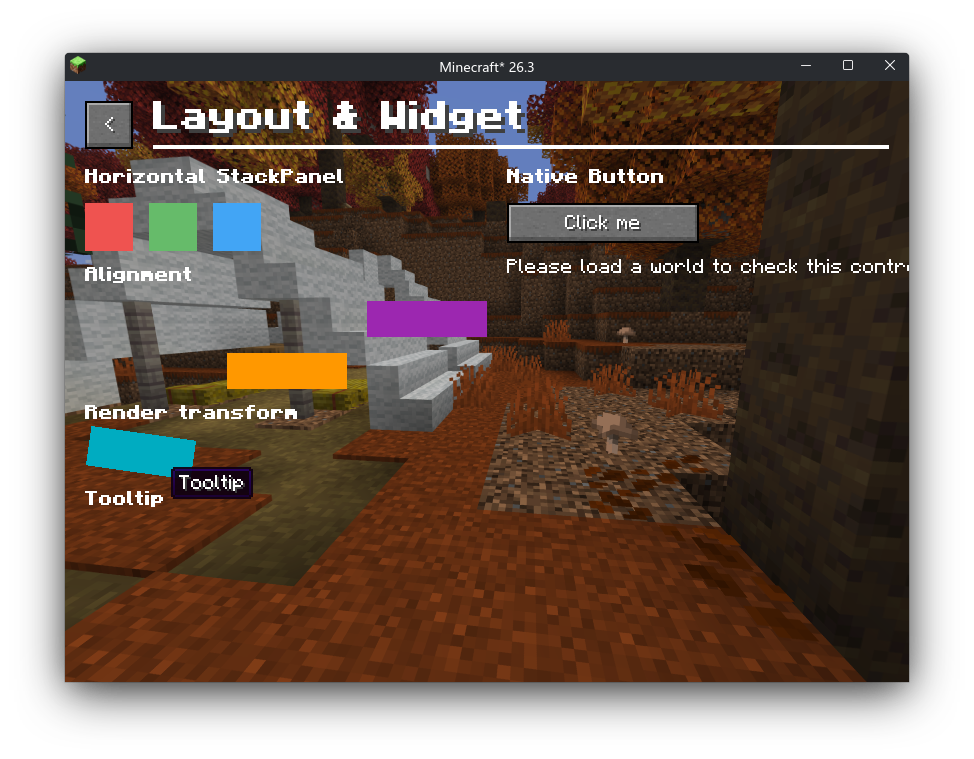 Minecraft* 26.3
Layout & Widget
Horizontal StackPanel
Alignment
Render transform
Tooltip
Tooltip
Native Button
Click me
Please load a world to check this contr